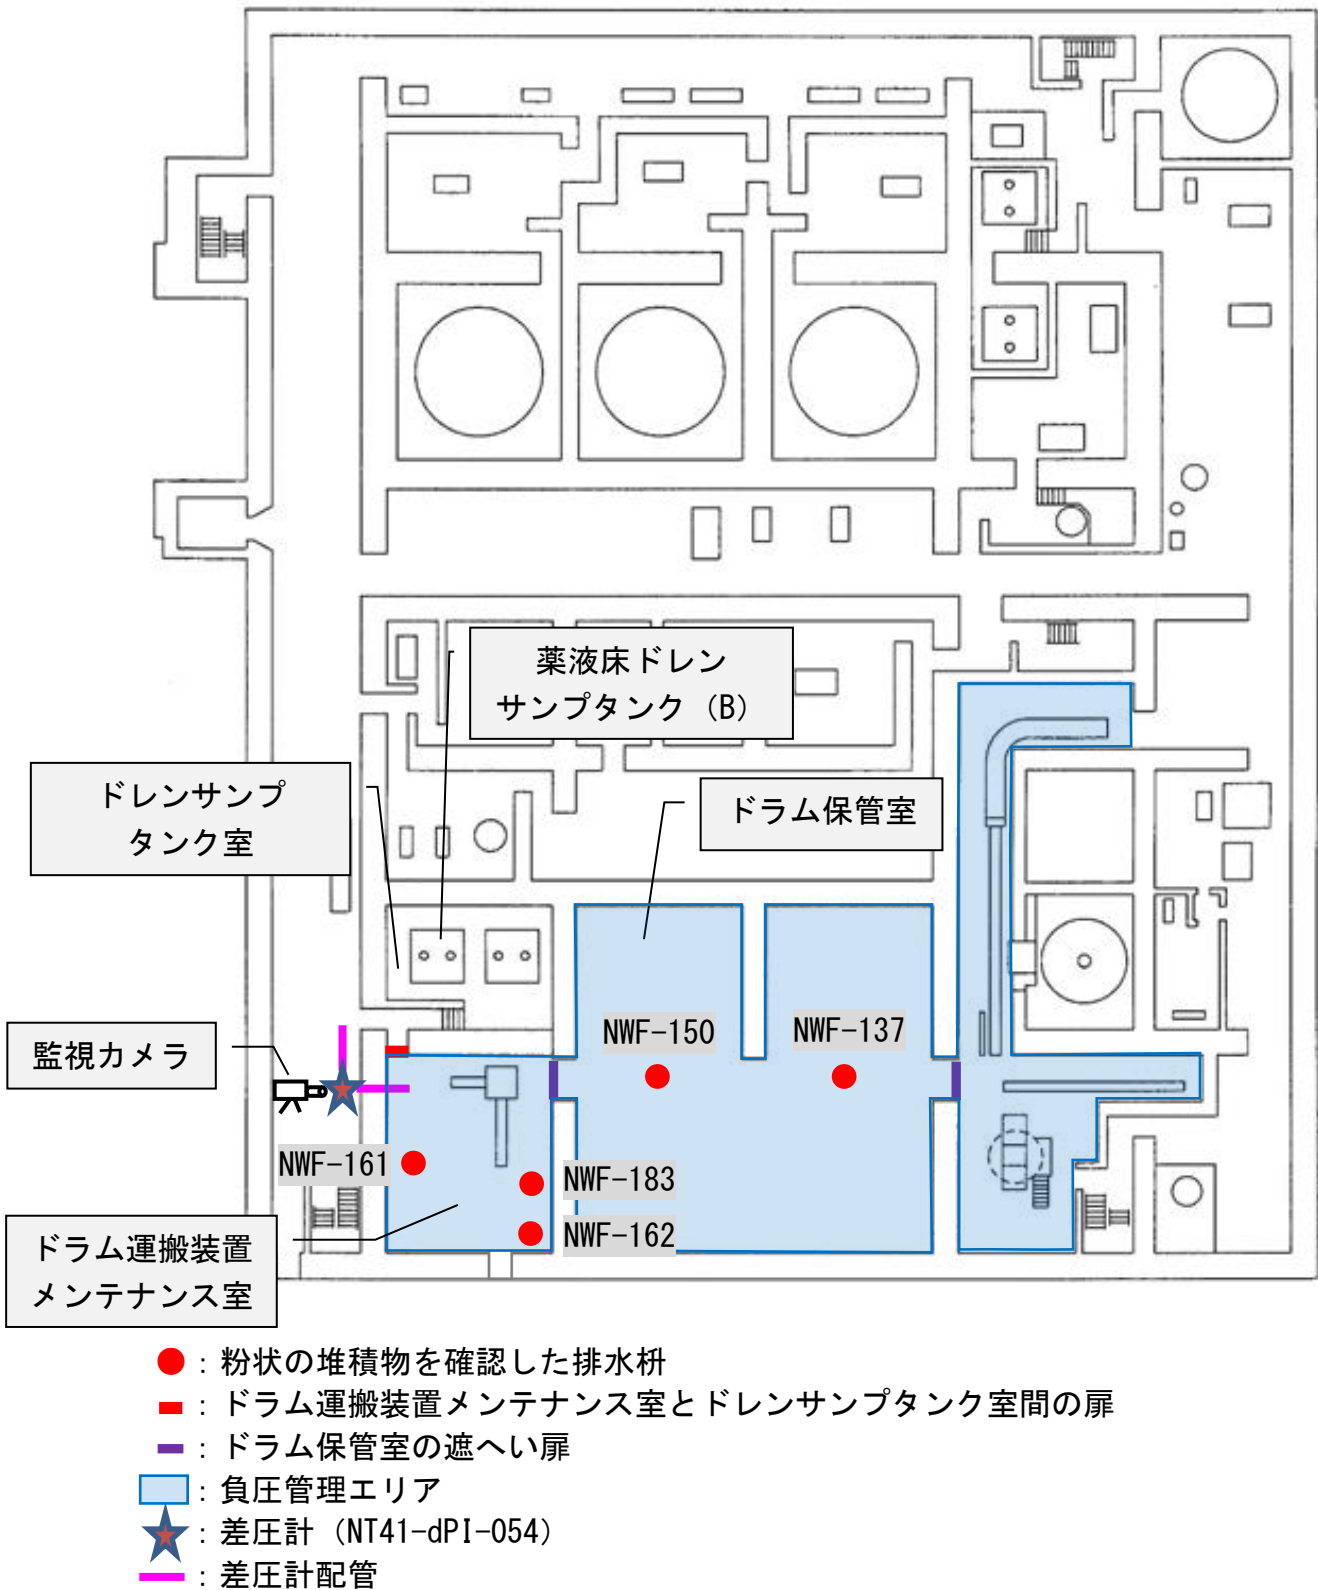 薬液床ドレン
サンプタンク（B）
ドレンサンプ
タンク室
ドラム保管室
監視カメラ
NWF-150
NWF-137
NWF-161
NWF-183
NWF-162
ドラム運搬装置
メンテナンス室
：粉状の堆積物を確認した排水枡
：ドラム運搬装置メンテナンス室とドレンサンプタンク室間の扉
：ドラム保管室の遮へい扉
：負圧管理エリア
：差圧計（NT41-dPI-054）
：差圧計配管